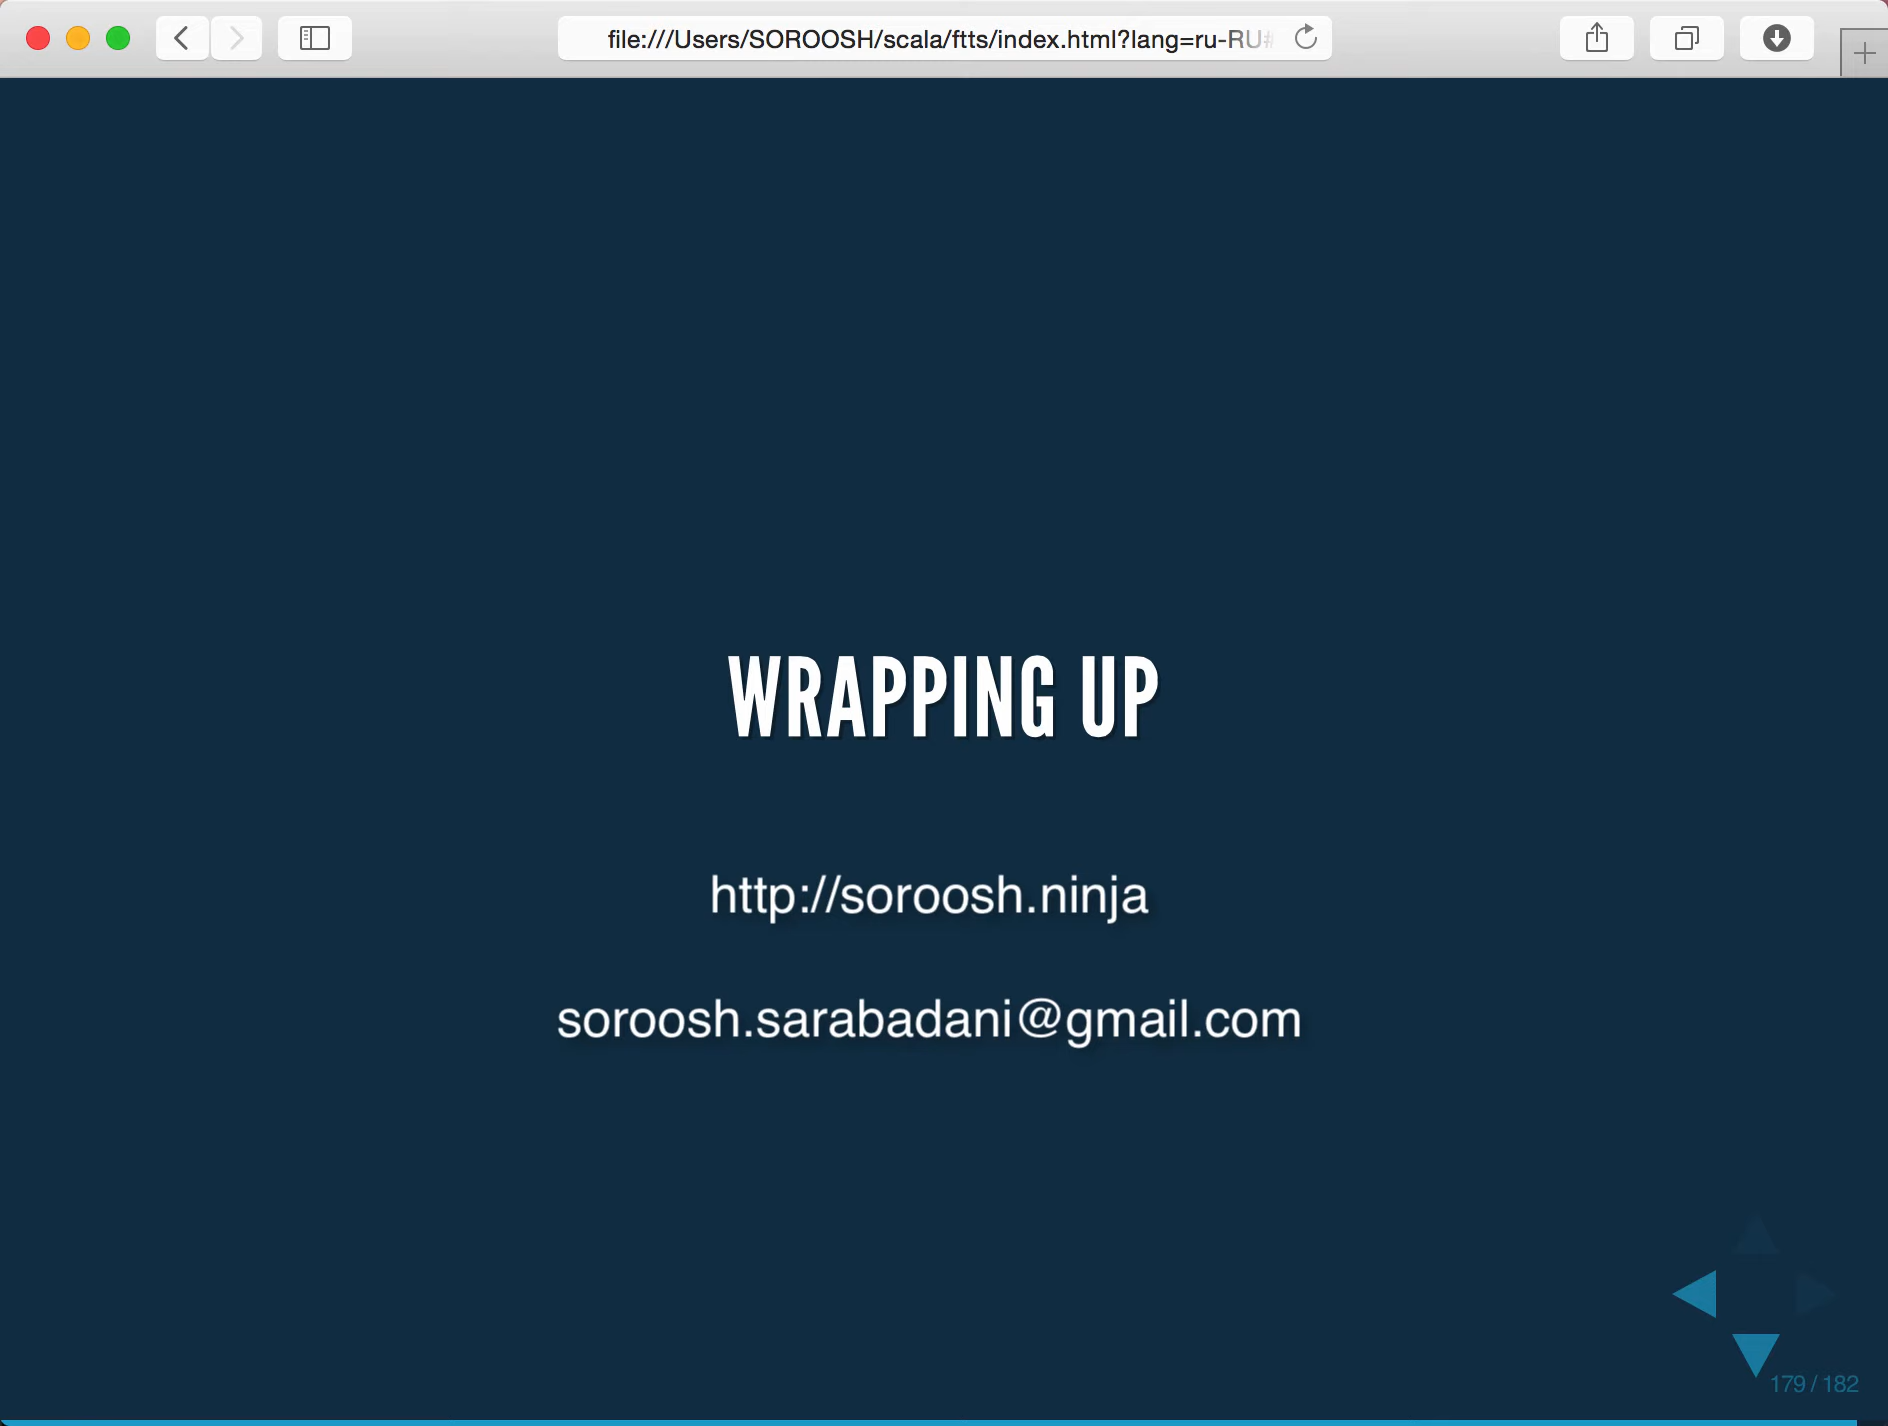 file:///Users/SOROOSH/scala/ftts/index.html?lang=ru-RU#
WRAPPING UP
http://soroosh.ninja
soroosh.sarabadani@gmail.com
179 / 182